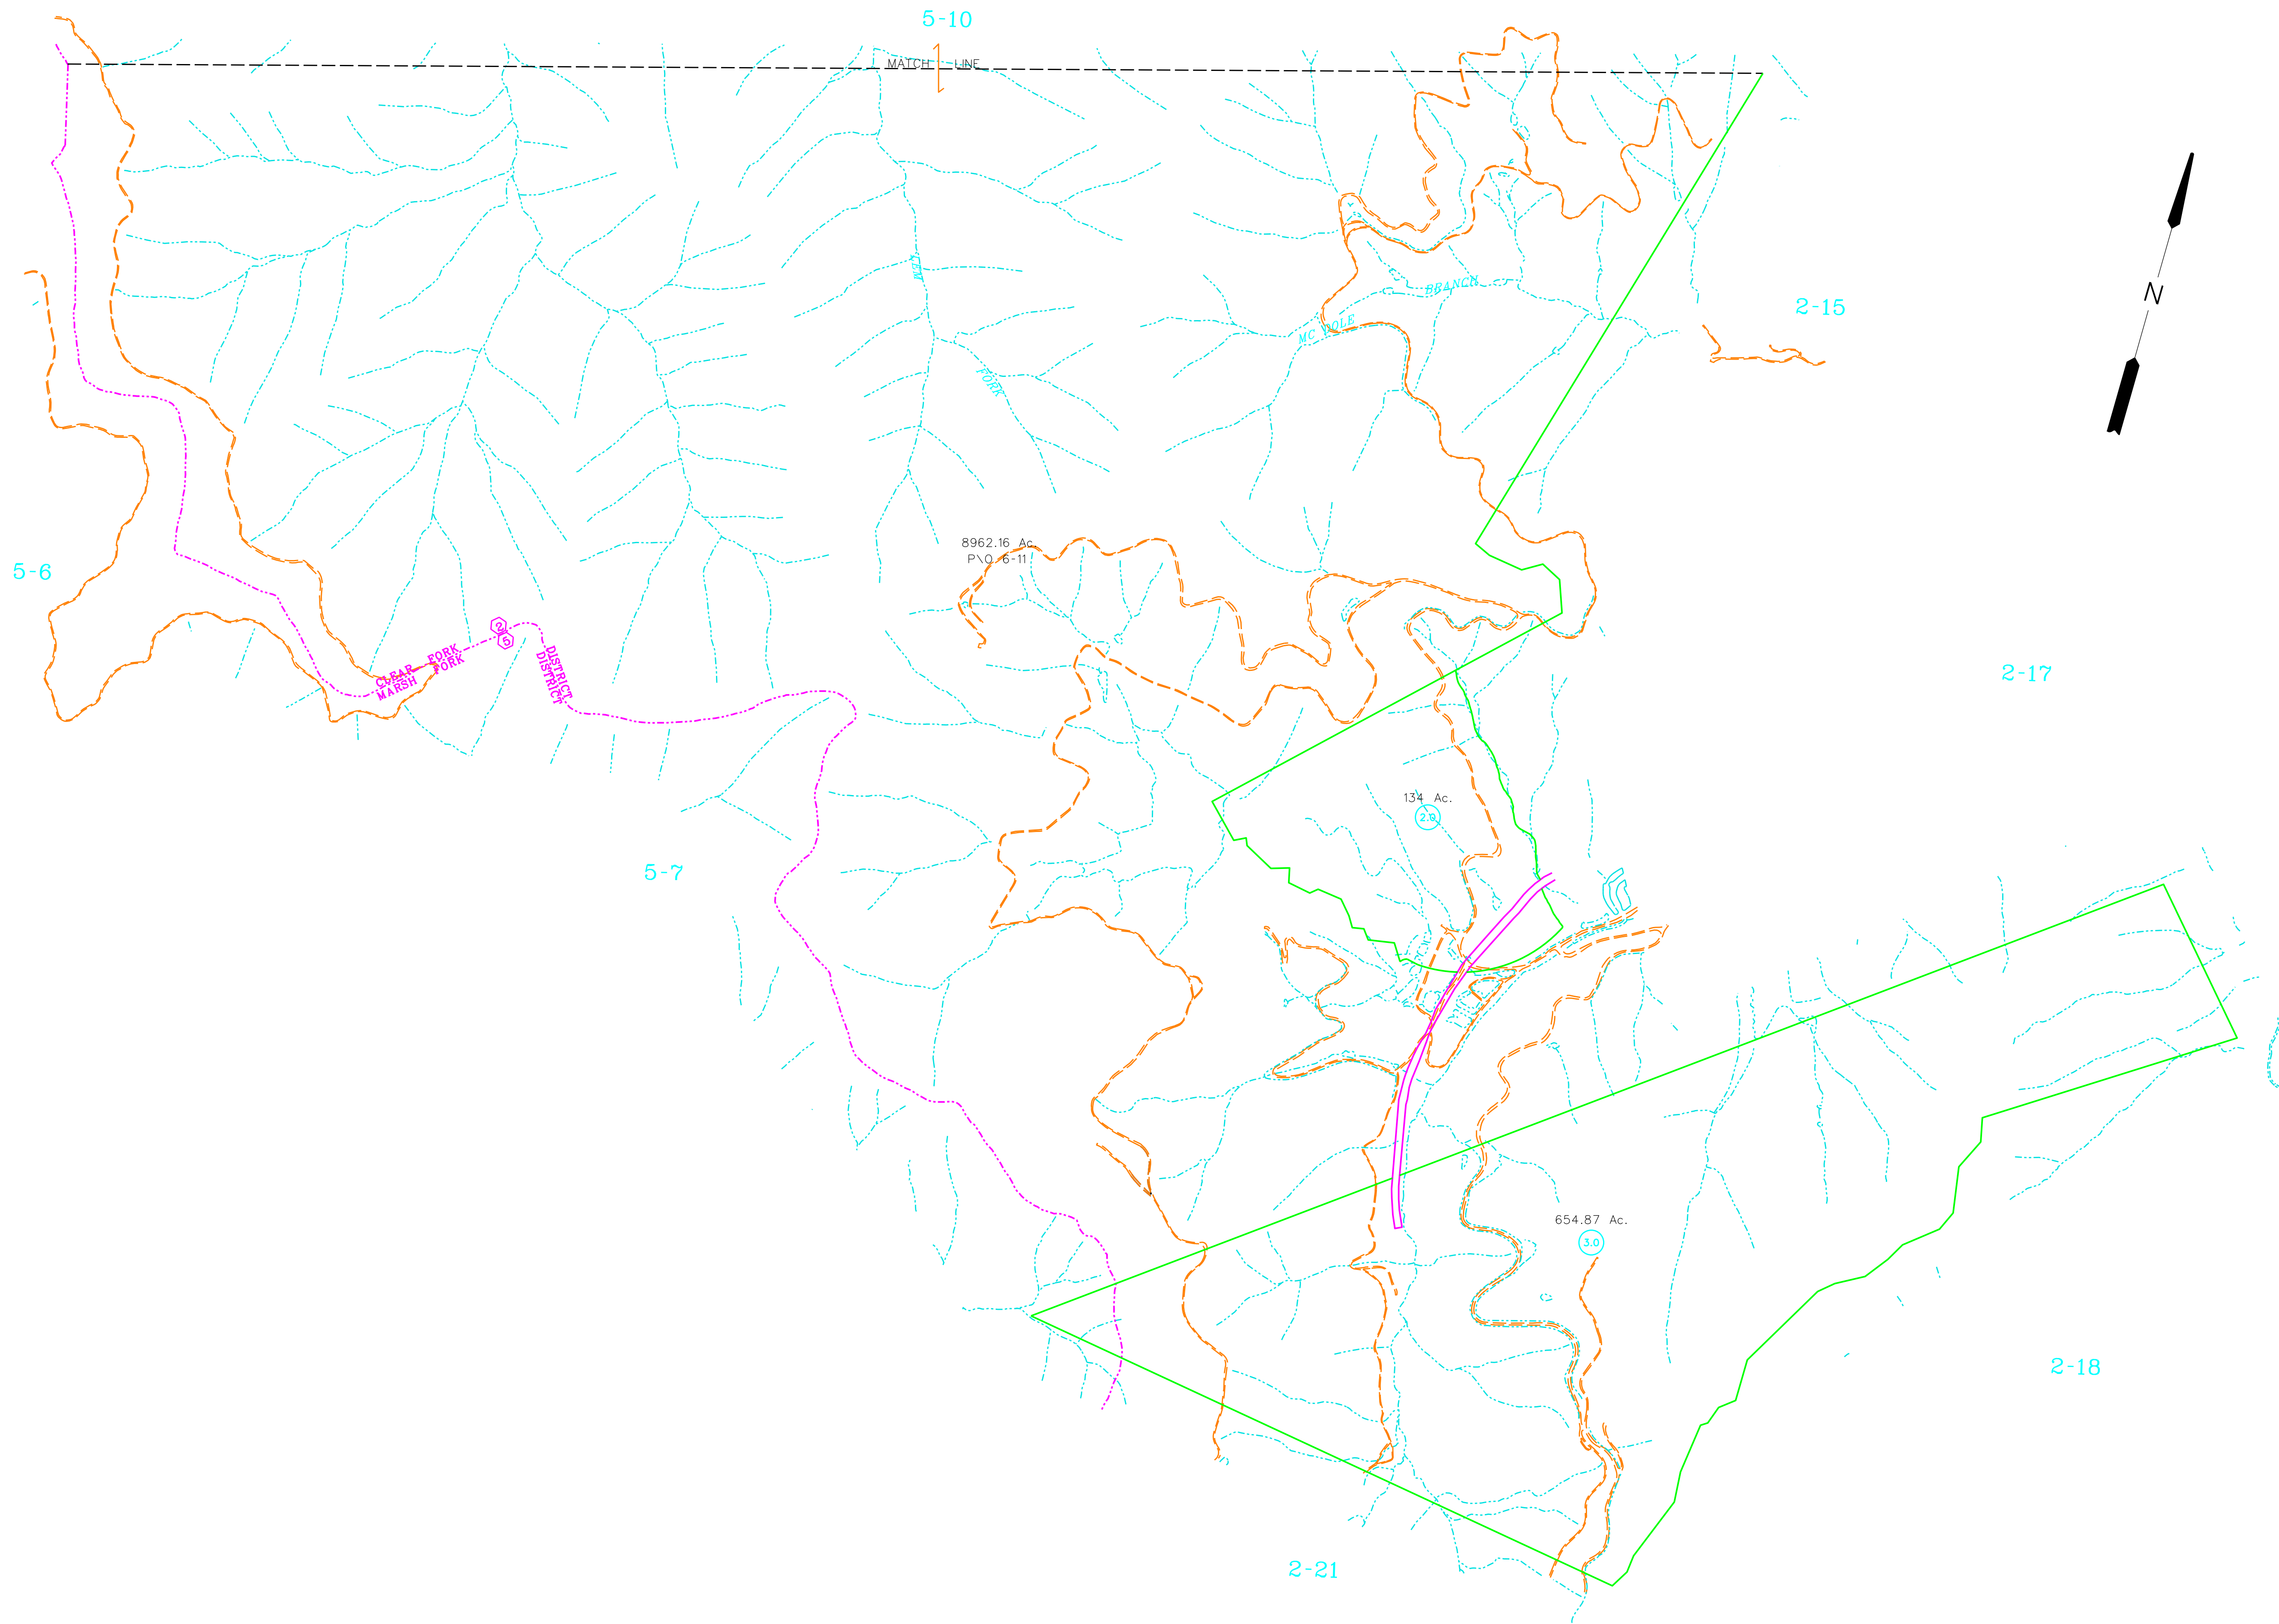 5-10
MATCH LINE
N
LEM
FORK
BRANCH
MC DOLE
2-15
8962.16 Ac.
P\O 6-11
5-6
2
5
CLEAR FORK DISTRICT
MARSH FORK DISTRICT
2-17
134 Ac.
2.0
5-7
654.87 Ac.
3.0
2-18
2-21